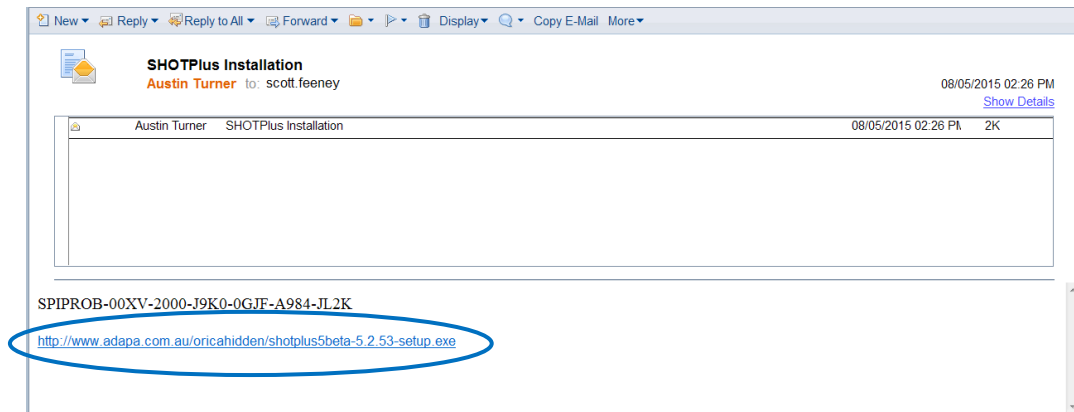 New Reply Reply to All Forward Display Copy E-Mail More
SHOTPlus Installation
Austin Turner to: scott.feeney
08/05/2015 02:26 PM
Show Details
Austin Turner SHOTPlus Installation 08/05/2015 02:26 PM 2K
SPIPROB-00XV-2000-J9K0-0GJF-A984-JL2K
http://www.adapa.com.au/oricahidden/shotplus5beta-5.2.53-setup.exe